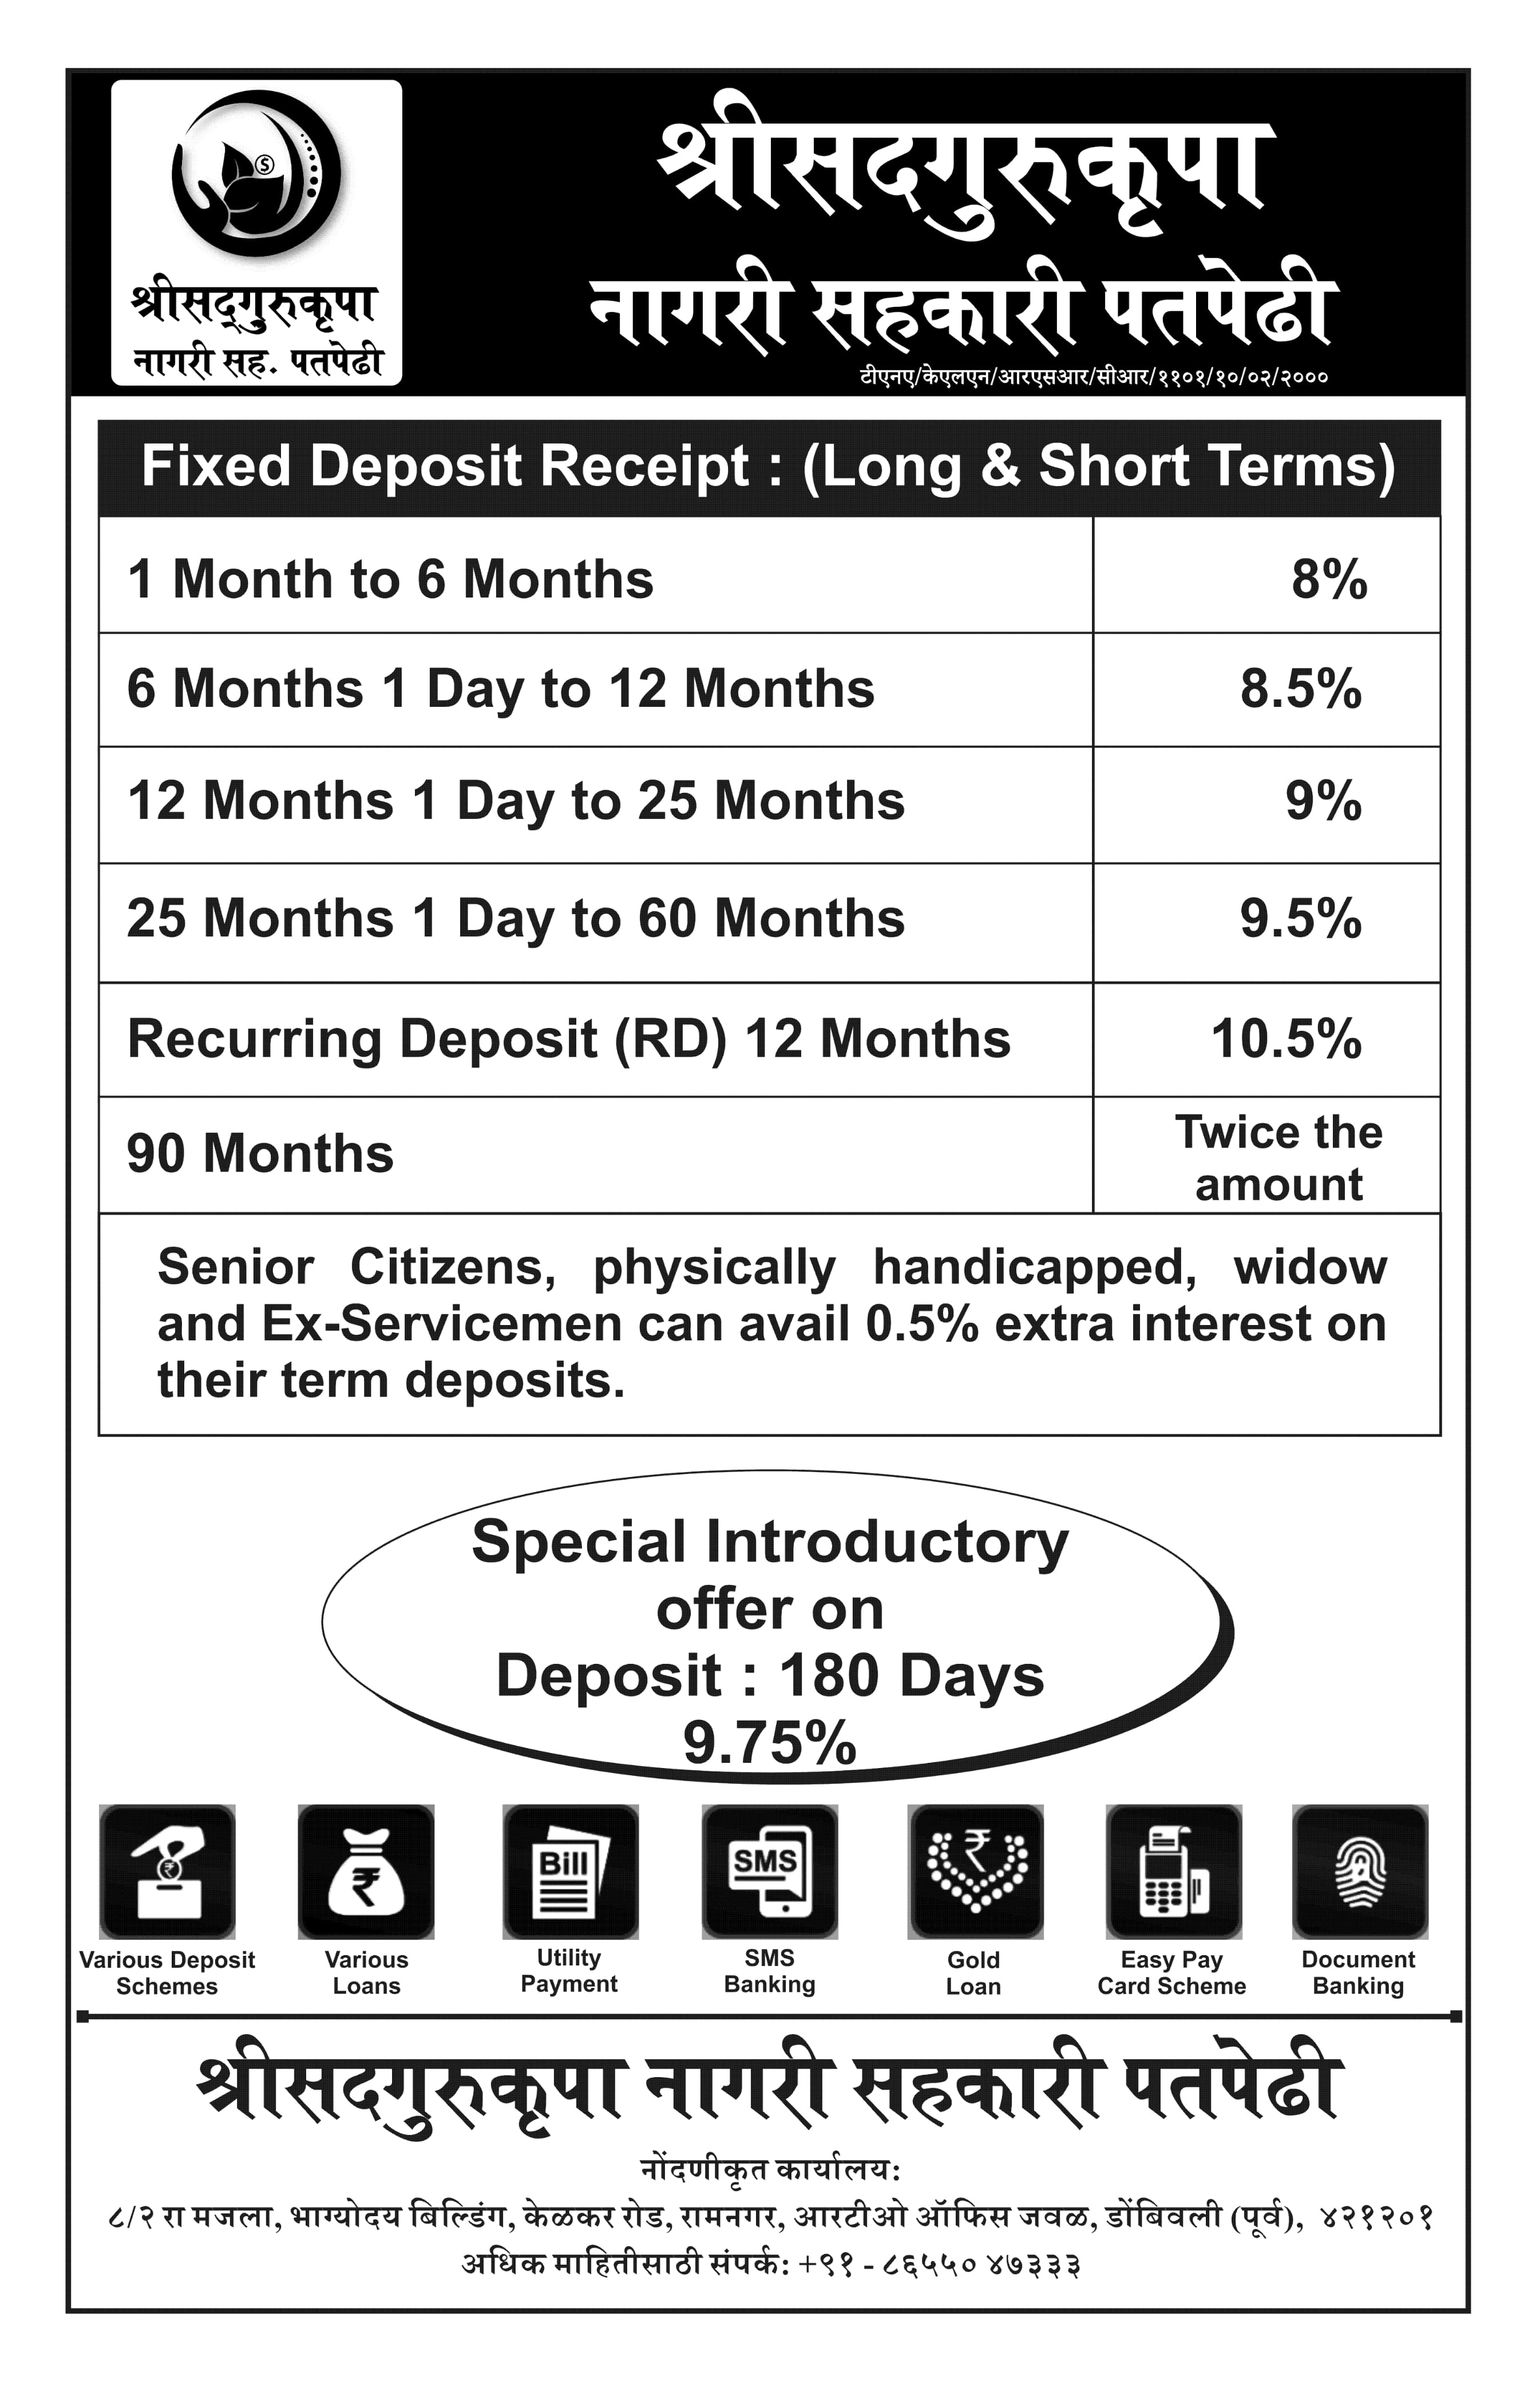 श्रीसद्गुरुकृपा
नागरी सह. पतपेढी
श्रीसदगुरुकृपा
नागरी सहकारी पतपेढी
टीएनए/केएलएन/आरएसआर/सीआर/११०१/१०/०२/२०००
Fixed Deposit Receipt : (Long & Short Terms)
1 Month to 6 Months 8%
6 Months 1 Day to 12 Months 8.5%
12 Months 1 Day to 25 Months 9%
25 Months 1 Day to 60 Months 9.5%
Recurring Deposit (RD) 12 Months 10.5%
90 Months Twice the
amount
Senior Citizens, physically handicapped, widow
and Ex-Servicemen can avail 0.5% extra interest on
their term deposits.
Special Introductory
offer on
Deposit : 180 Days
9.75%
Bill
SMS
Various Deposit
Schemes
Various
Loans
Utility
Payment
SMS
Banking
Gold
Loan
Easy Pay
Card Scheme
Document
Banking
श्रीसदगुरुकृपा नागरी सहकारी पतपेढी
नोंदणीकृत कार्यालय:
८/२ रा मजला, भाग्योदय बिल्डिंग, केळकर रोड, रामनगर, आरटीओ ऑफिस जवळ, डोंबिवली (पूर्व), ४२१२०१
अधिक माहितीसाठी संपर्क: +९१ - ८६५५० ४७३३३